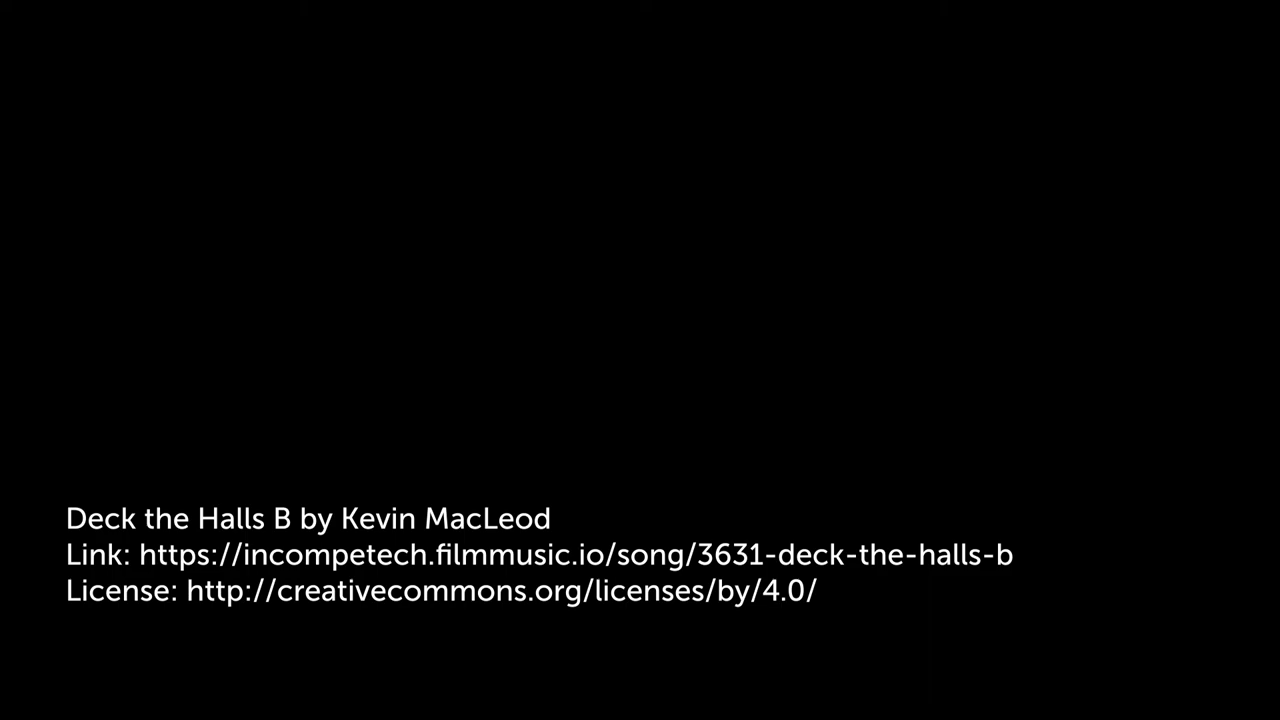 Deck the Halls B by Kevin MacLeod
Link: https://incompetech.filmmusic.io/song/3631-deck-the-halls-b
License: http://creativecommons.org/licenses/by/4.0/